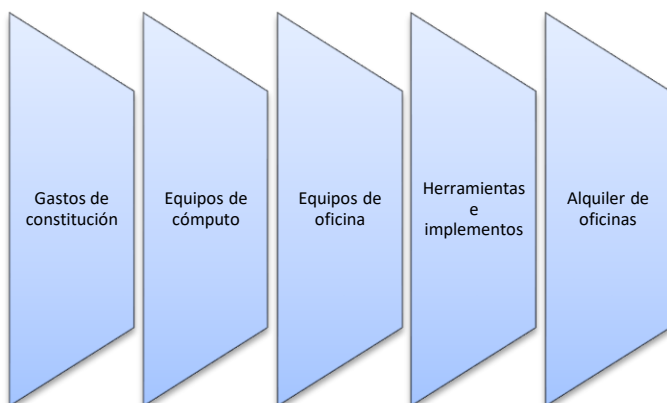 Gastos de
constitución
Equipos de
cómputo
Equipos de
oficina
Herramientas
e
implementos
Alquiler de
oficinas